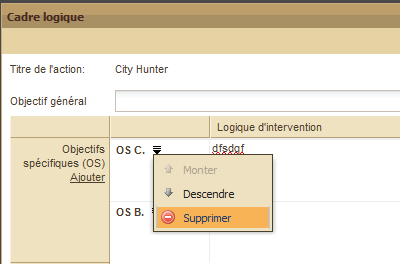 Cadre logique
Titre de l'action: City Hunter
Objectif général
Logique d'intervention
Objectifs spécifiques (OS)
Ajouter
OS C. dfsdgf
Monter
Descendre
Supprimer
OS B.